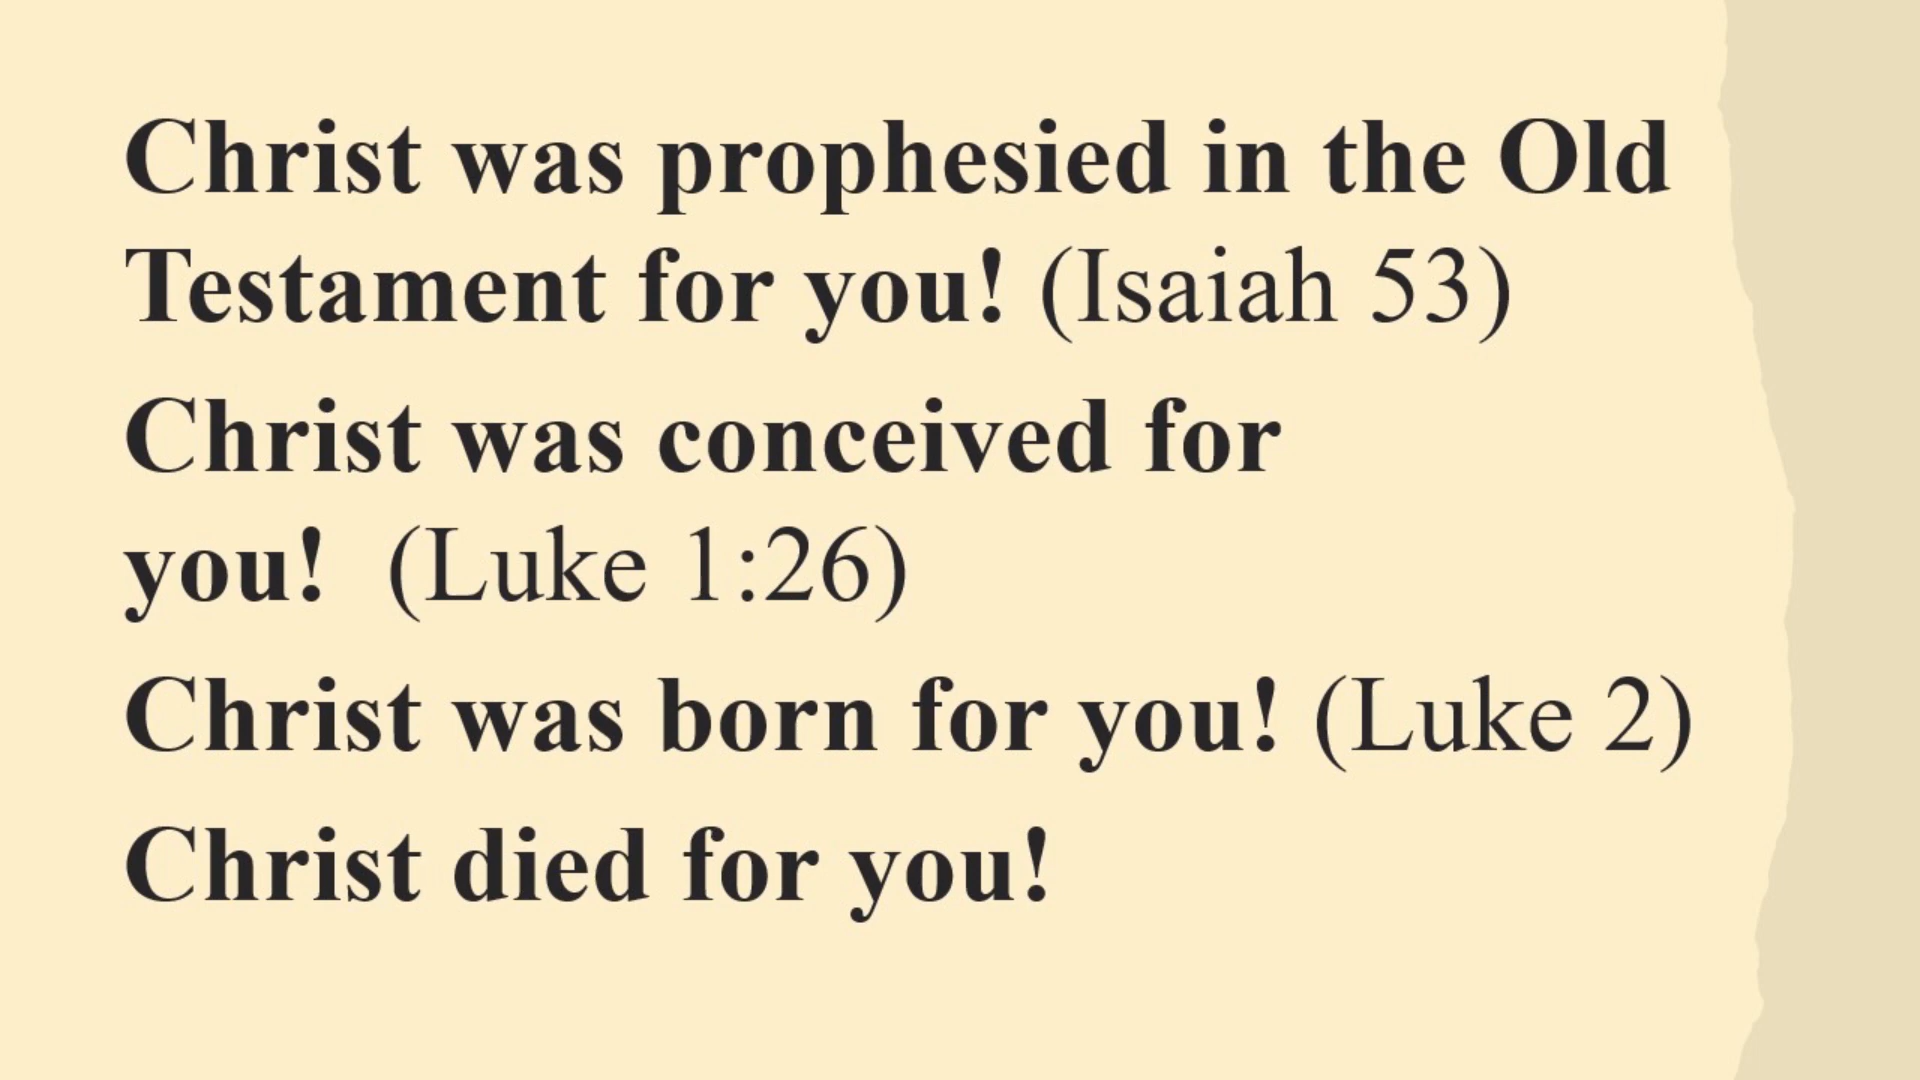 Christ was prophesied in the Old
Testament for you! (Isaiah 53)
Christ was conceived for
you!  (Luke 1:26)
Christ was born for you! (Luke 2)
Christ died for you!